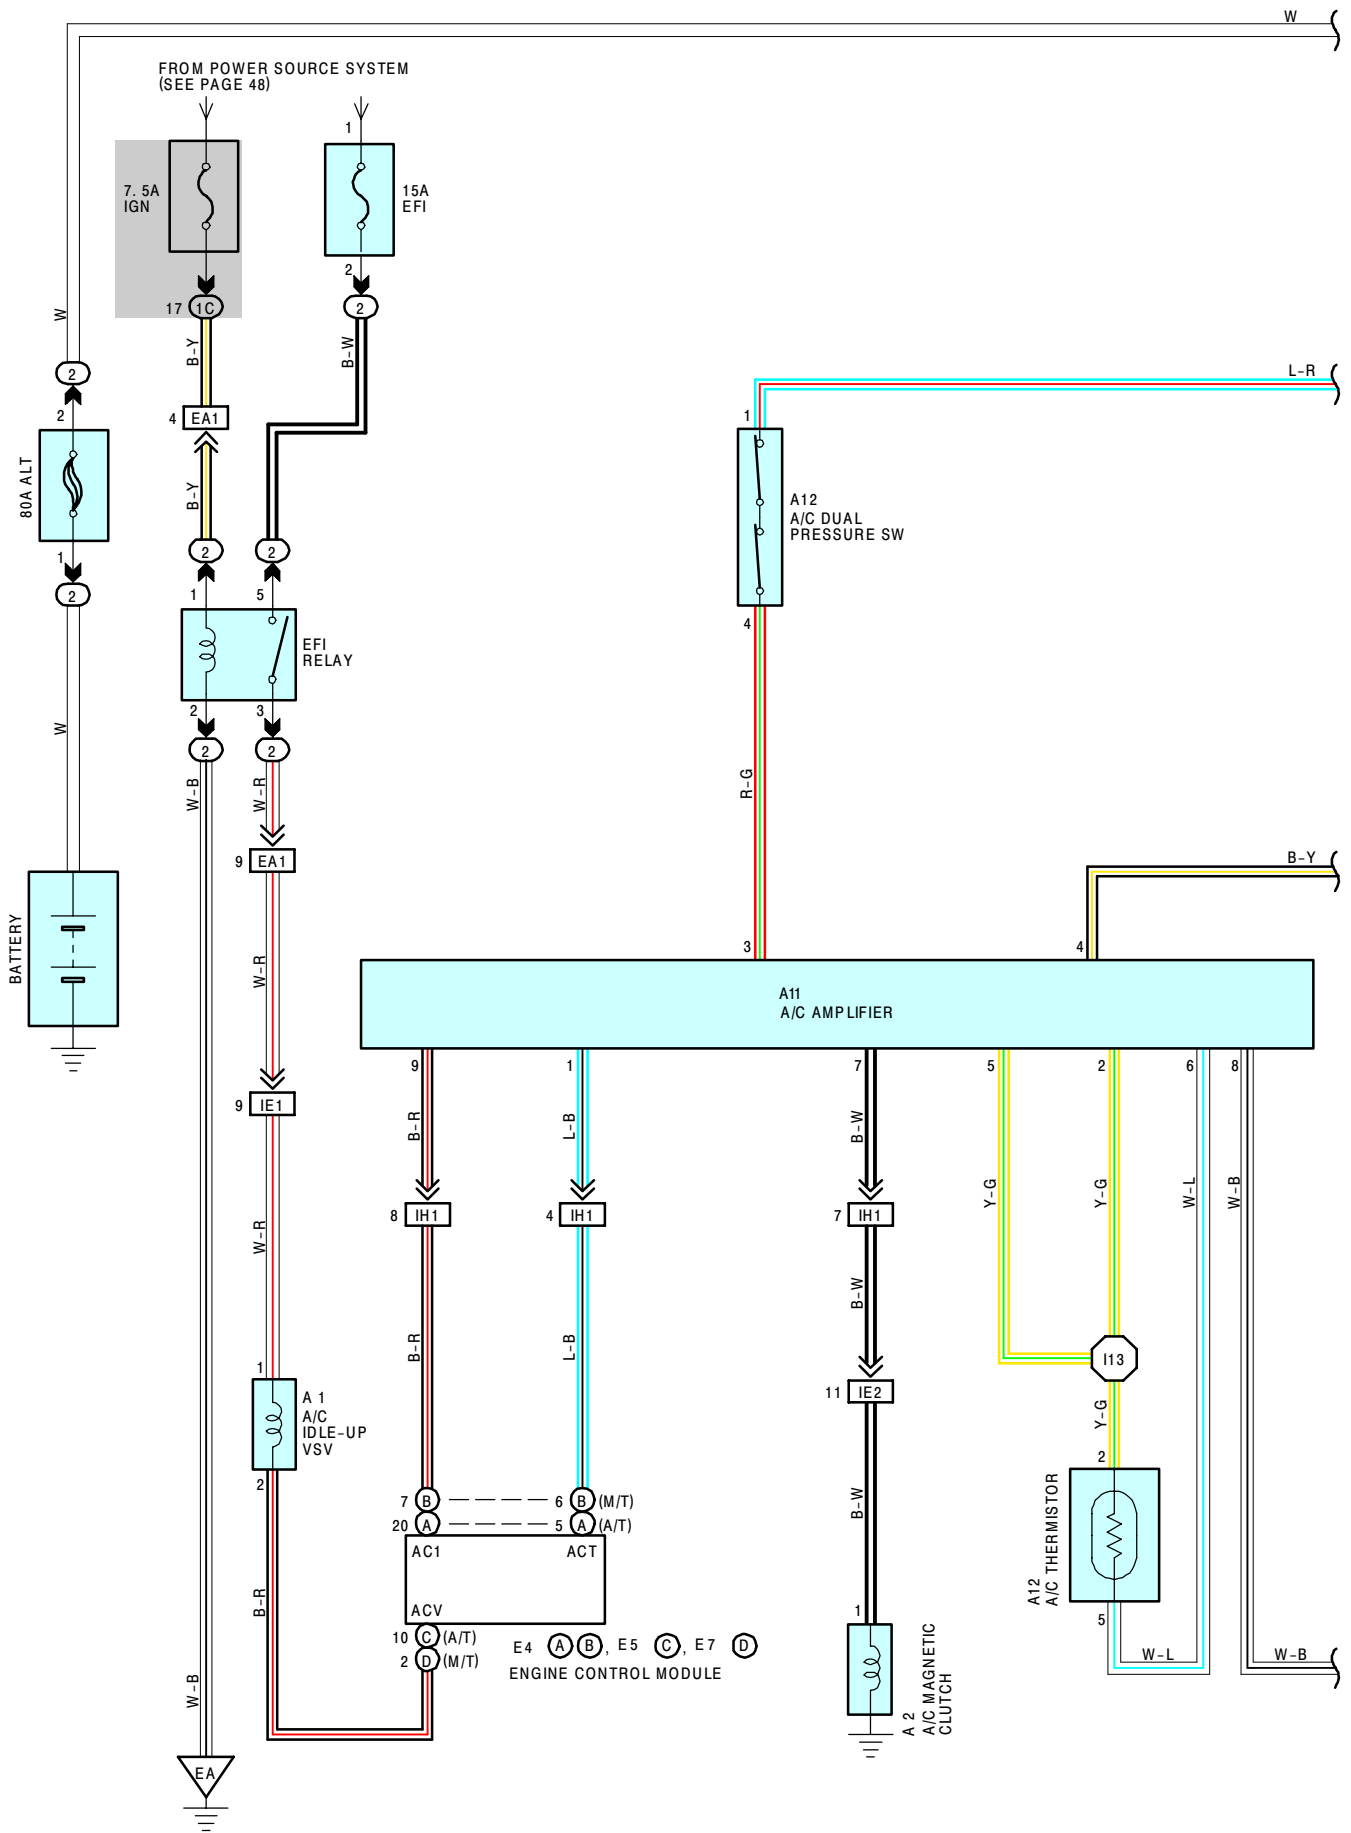 W
FROM POWER SOURCE SYSTEM
(SEE PAGE 48)
1
7. 5A
IGN
15A
EFI
2
17
1C
2
W
B-Y
B-W
L-R
2
2
4
EA1
1
80A ALT
B-Y
A12
A/C DUAL
PRESSURE SW
1
2
2
2
1
5
4
EFI
RELAY
2
3
2
2
W
W-B
W-R
R-G
9
EA1
B-Y
BATTERY
W-R
3
4
A11
A/C AMPLIFIER
9
1
7
5
2
6
8
9
IE1
B-R
L-B
B-W
Y-G
Y-G
W-L
W-B
8
IH1
4
IH1
7
IH1
W-R
B-W
B-R
L-B
I13
1
11
IE2
A 1
A/C
IDLE-UP
VSV
Y-G
2
2
7
B
6
B
(M/T)
20
A
5
A
(A/T)
B-W
A12
A/C THERMISTOR
AC1
ACT
B-R
ACV
1
5
10
C
(A/T)
2
D
(M/T)
E4 A B, E5 C, E7 D
ENGINE CONTROL MODULE
W-L
W-B
W-B
A 2
A/C MAGNETIC
CLUTCH
EA